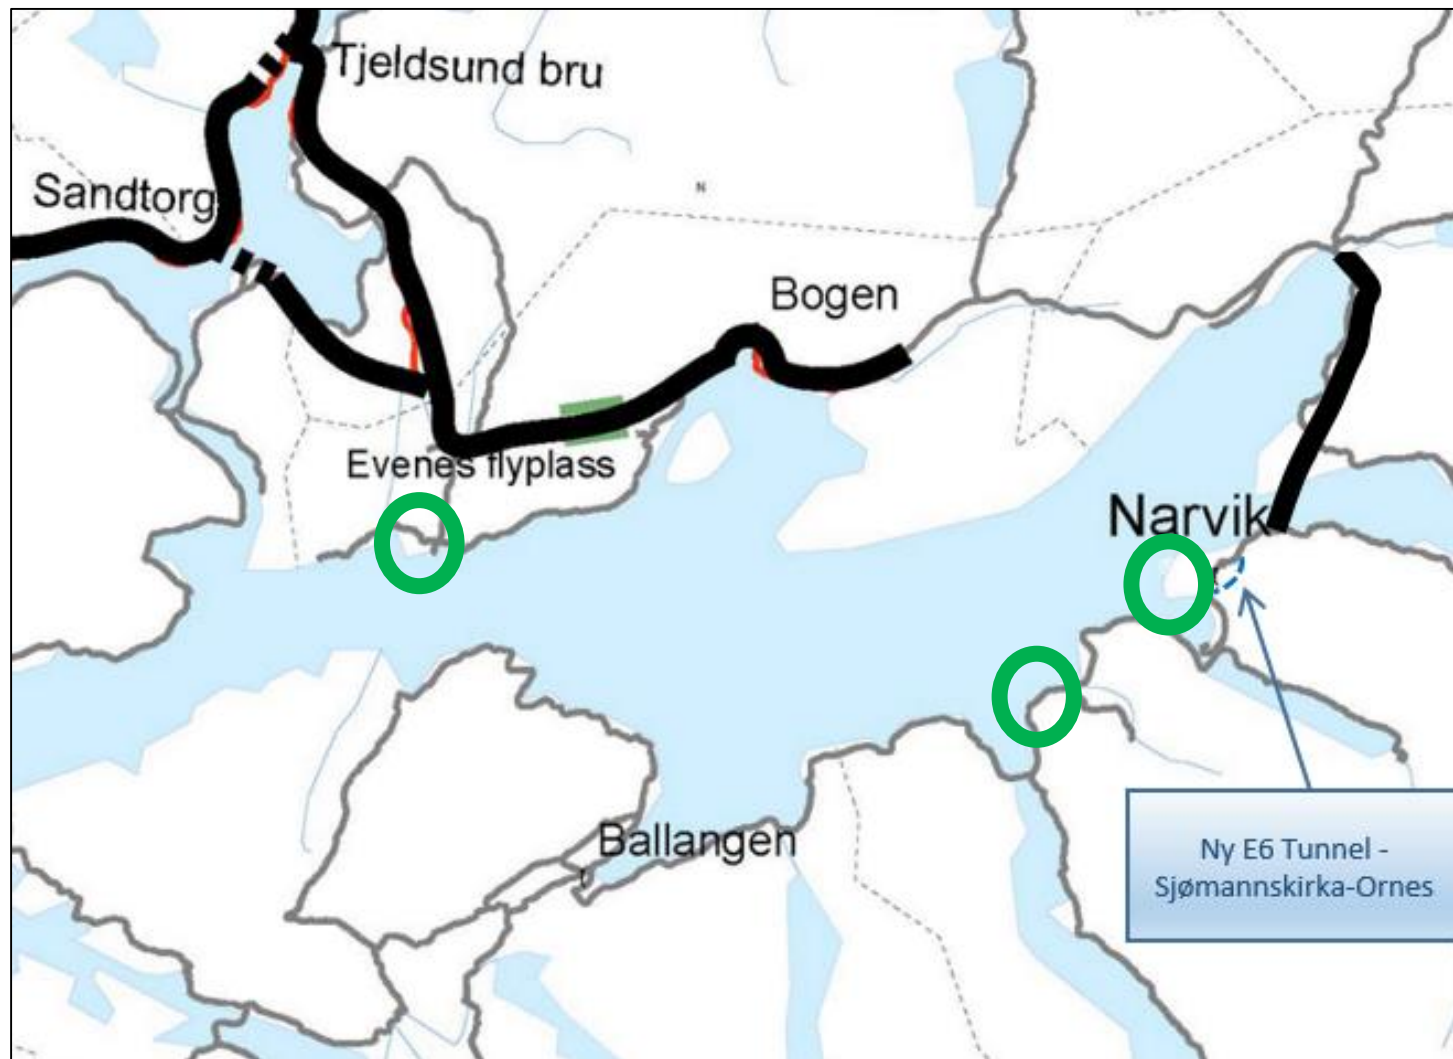 Tjeldsund bru
Sandtorg
N
Bogen
Evenes flyplass
Narvik
Ballangen
Ny E6 Tunnel -
Sjømannskirka-Ornes